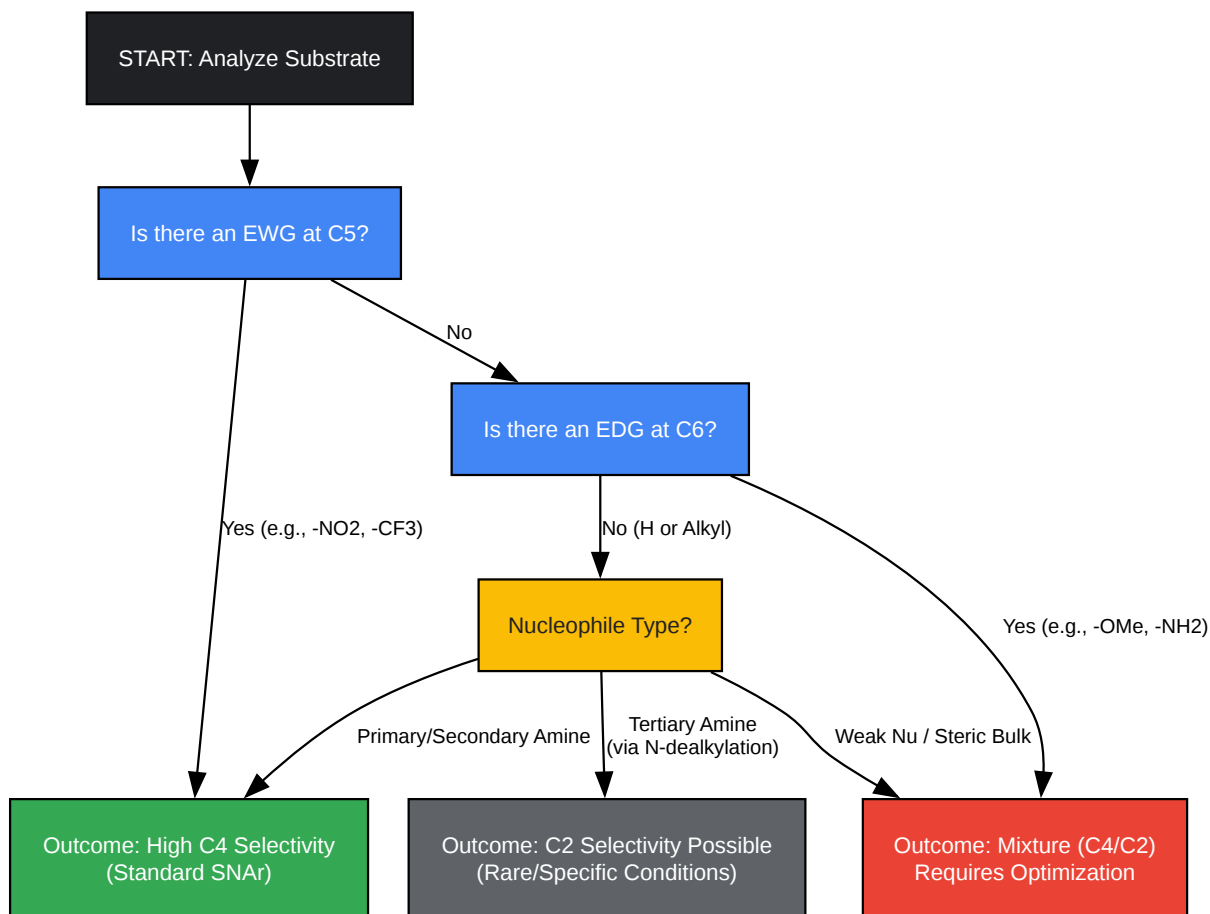 START: Analyze Substrate
Is there an EWG at C5?
No
Is there an EDG at C6?
Yes (e.g., -NO2, -CF3)
No (H or Alkyl)
Nucleophile Type?
Yes (e.g., -OMe, -NH2)
Primary/Secondary Amine
Tertiary Amine
(via N-dealkylation)
Weak Nu / Steric Bulk
Outcome: High C4 Selectivity
(Standard SNAr)
Outcome: C2 Selectivity Possible
(Rare/Specific Conditions)
Outcome: Mixture (C4/C2)
Requires Optimization